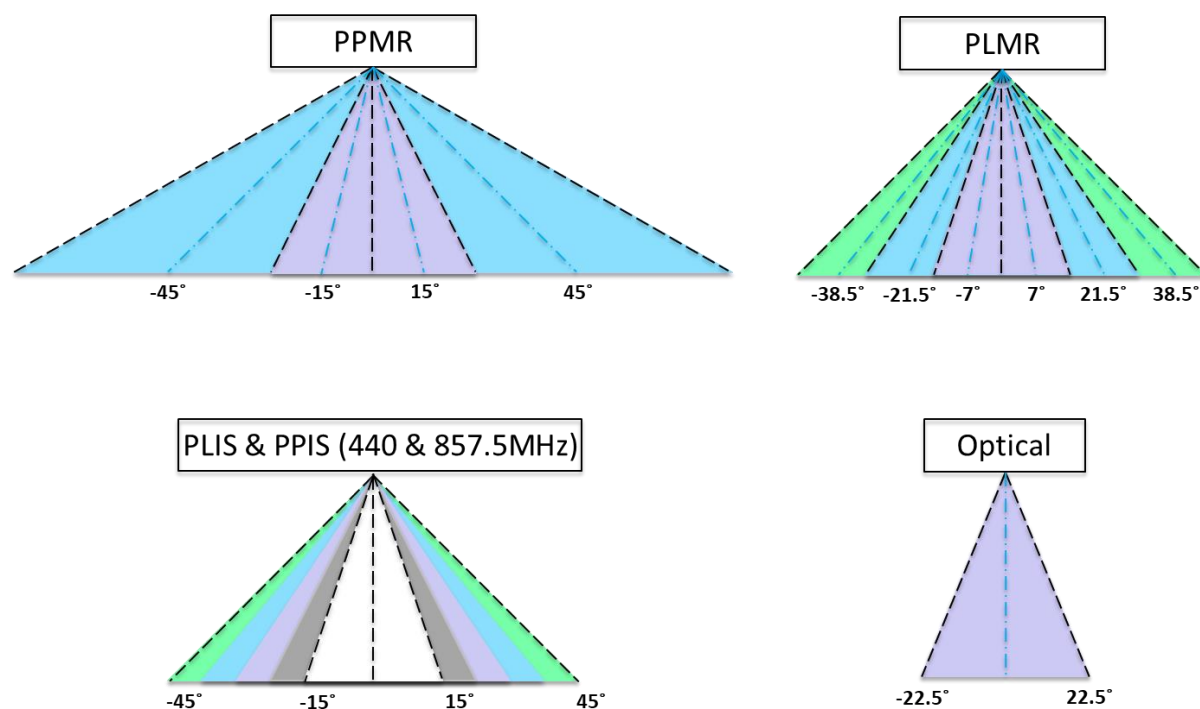 PPMR
PLMR
-45˚ -15˚ 15˚ 45˚
-38.5˚ -21.5˚ -7˚ 7˚ 21.5˚ 38.5˚
PLIS & PPIS (440 & 857.5MHz)
Optical
-45˚ -15˚ 15˚ 45˚
-22.5˚ 22.5˚